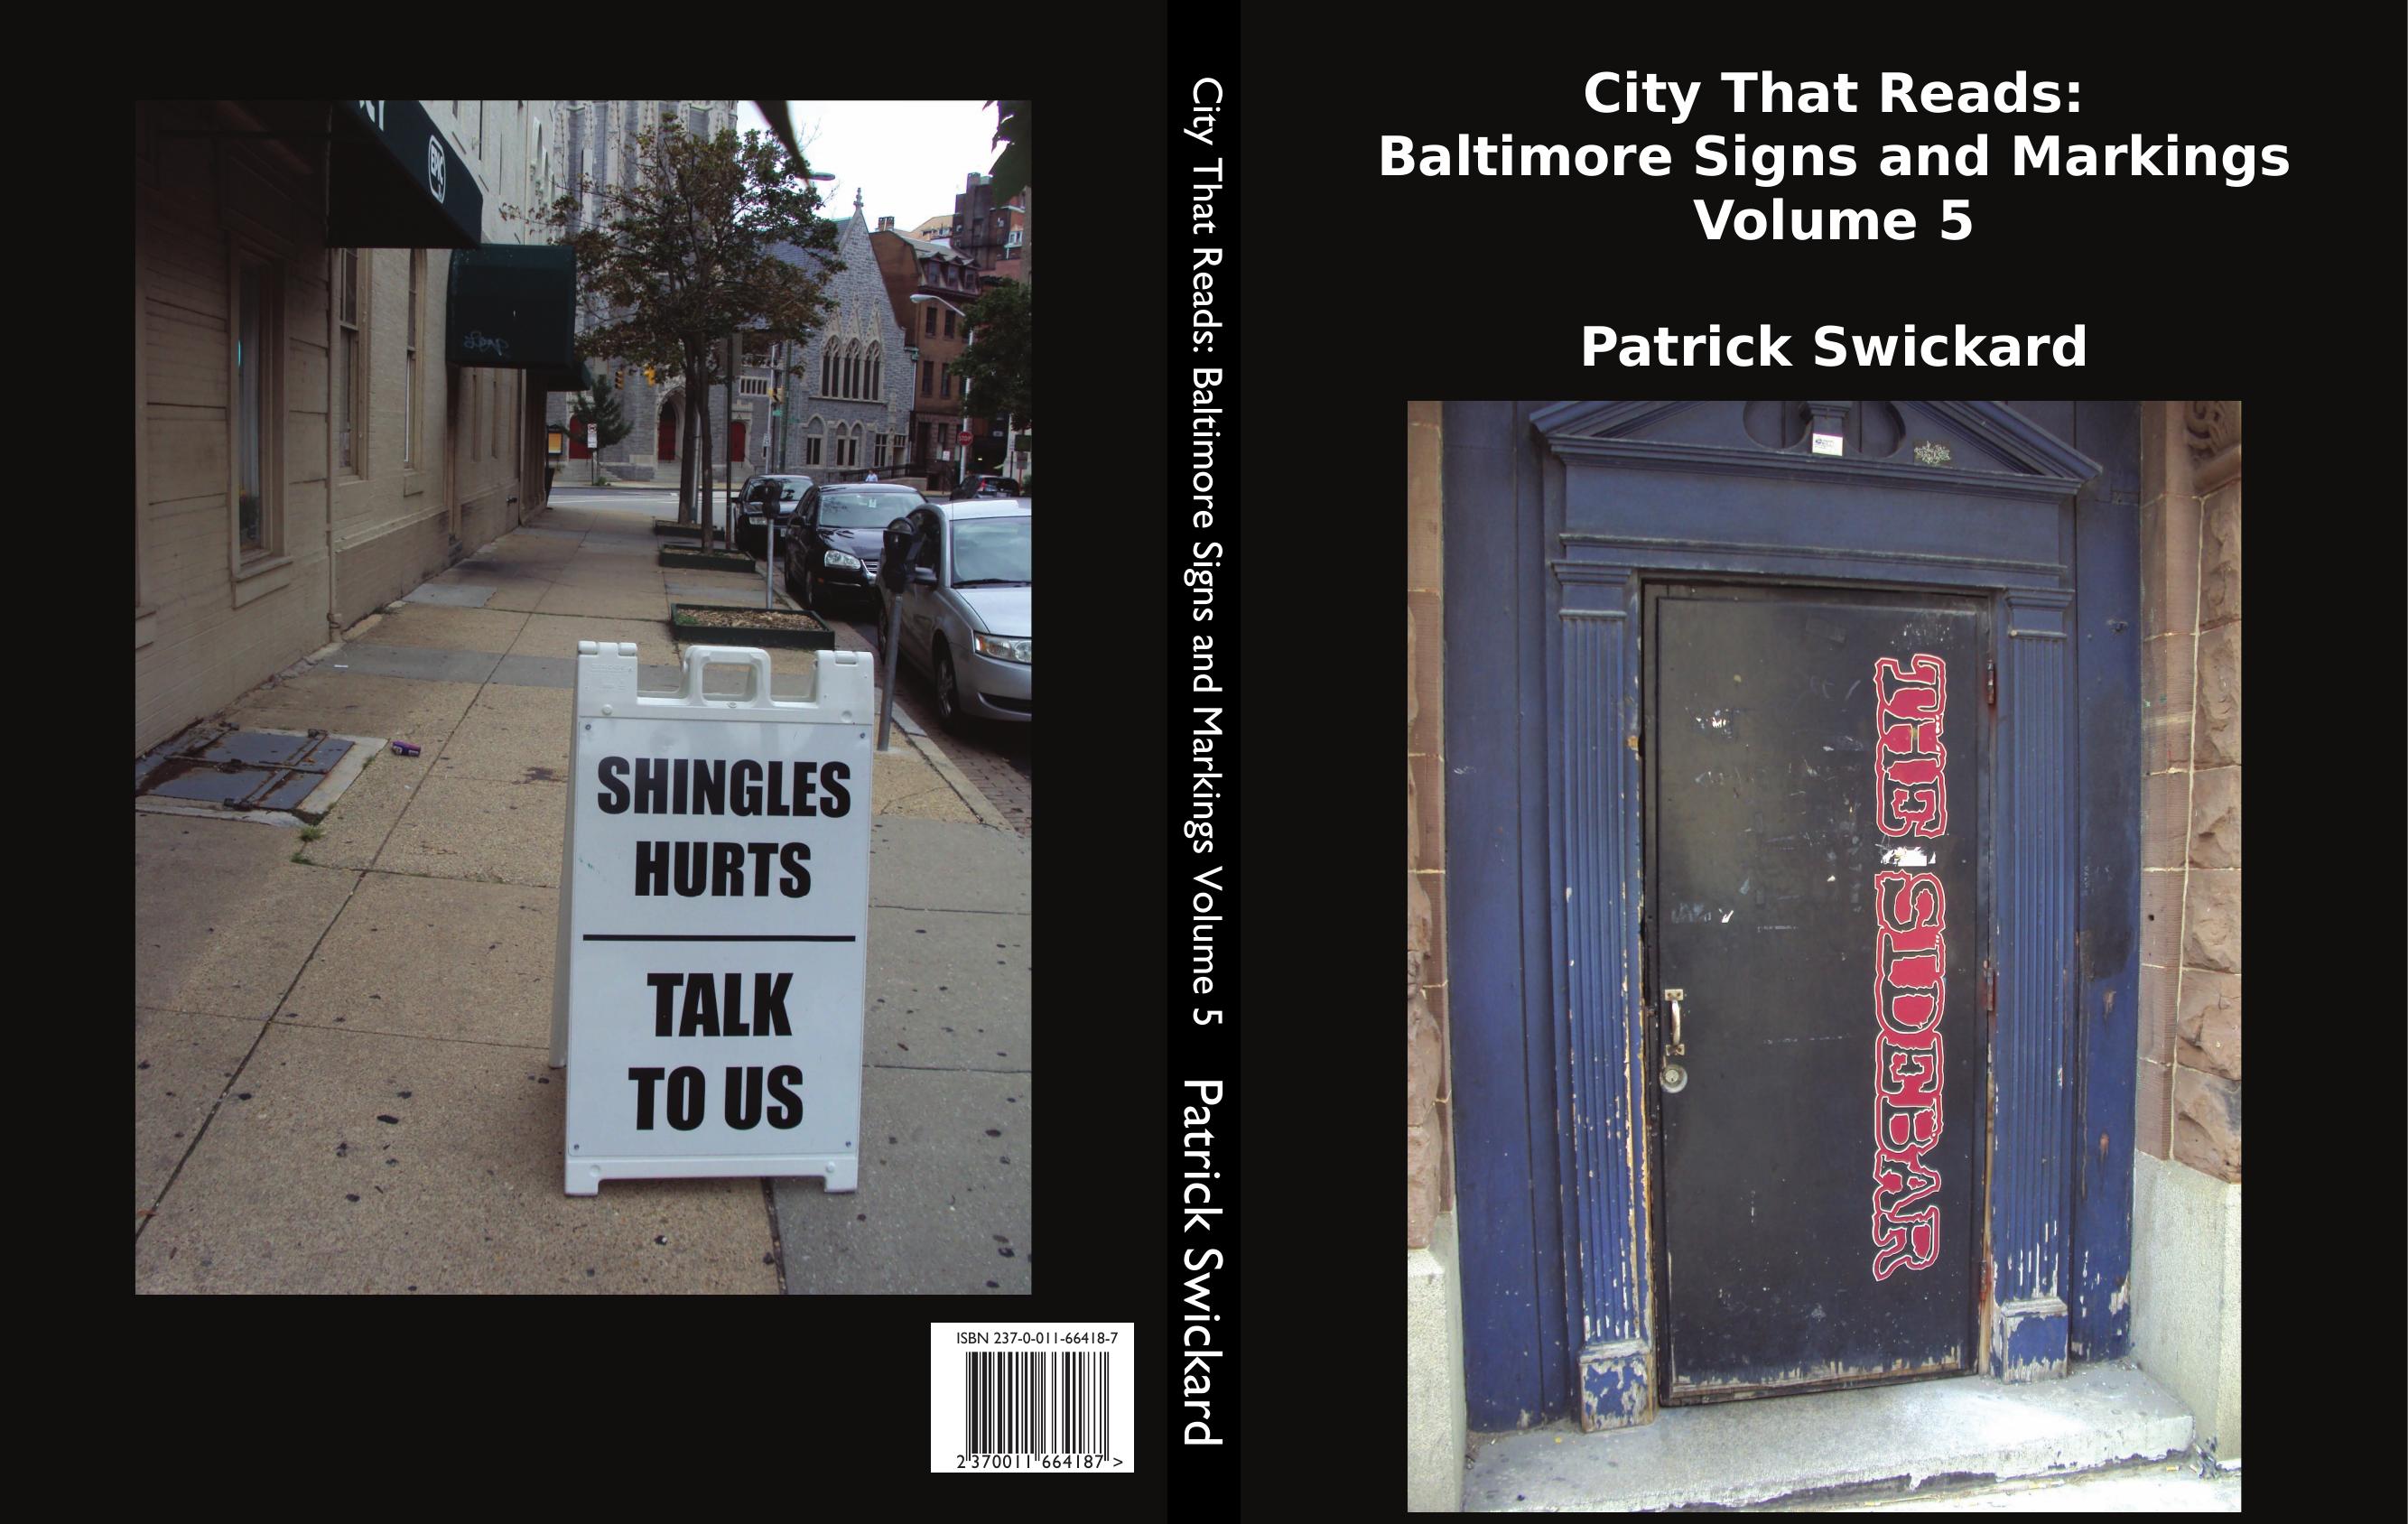 City That Reads:
Baltimore Signs and Markings
Volume 5
Patrick Swickard
THE SIDEBAR
City That Reads: Baltimore Signs and Markings Volume 5 Patrick Swickard
EPIC
STOP
SHINGLES
HURTS
TALK
TO US
ISBN 237-0-011-66418-7
2 370011 664187 >